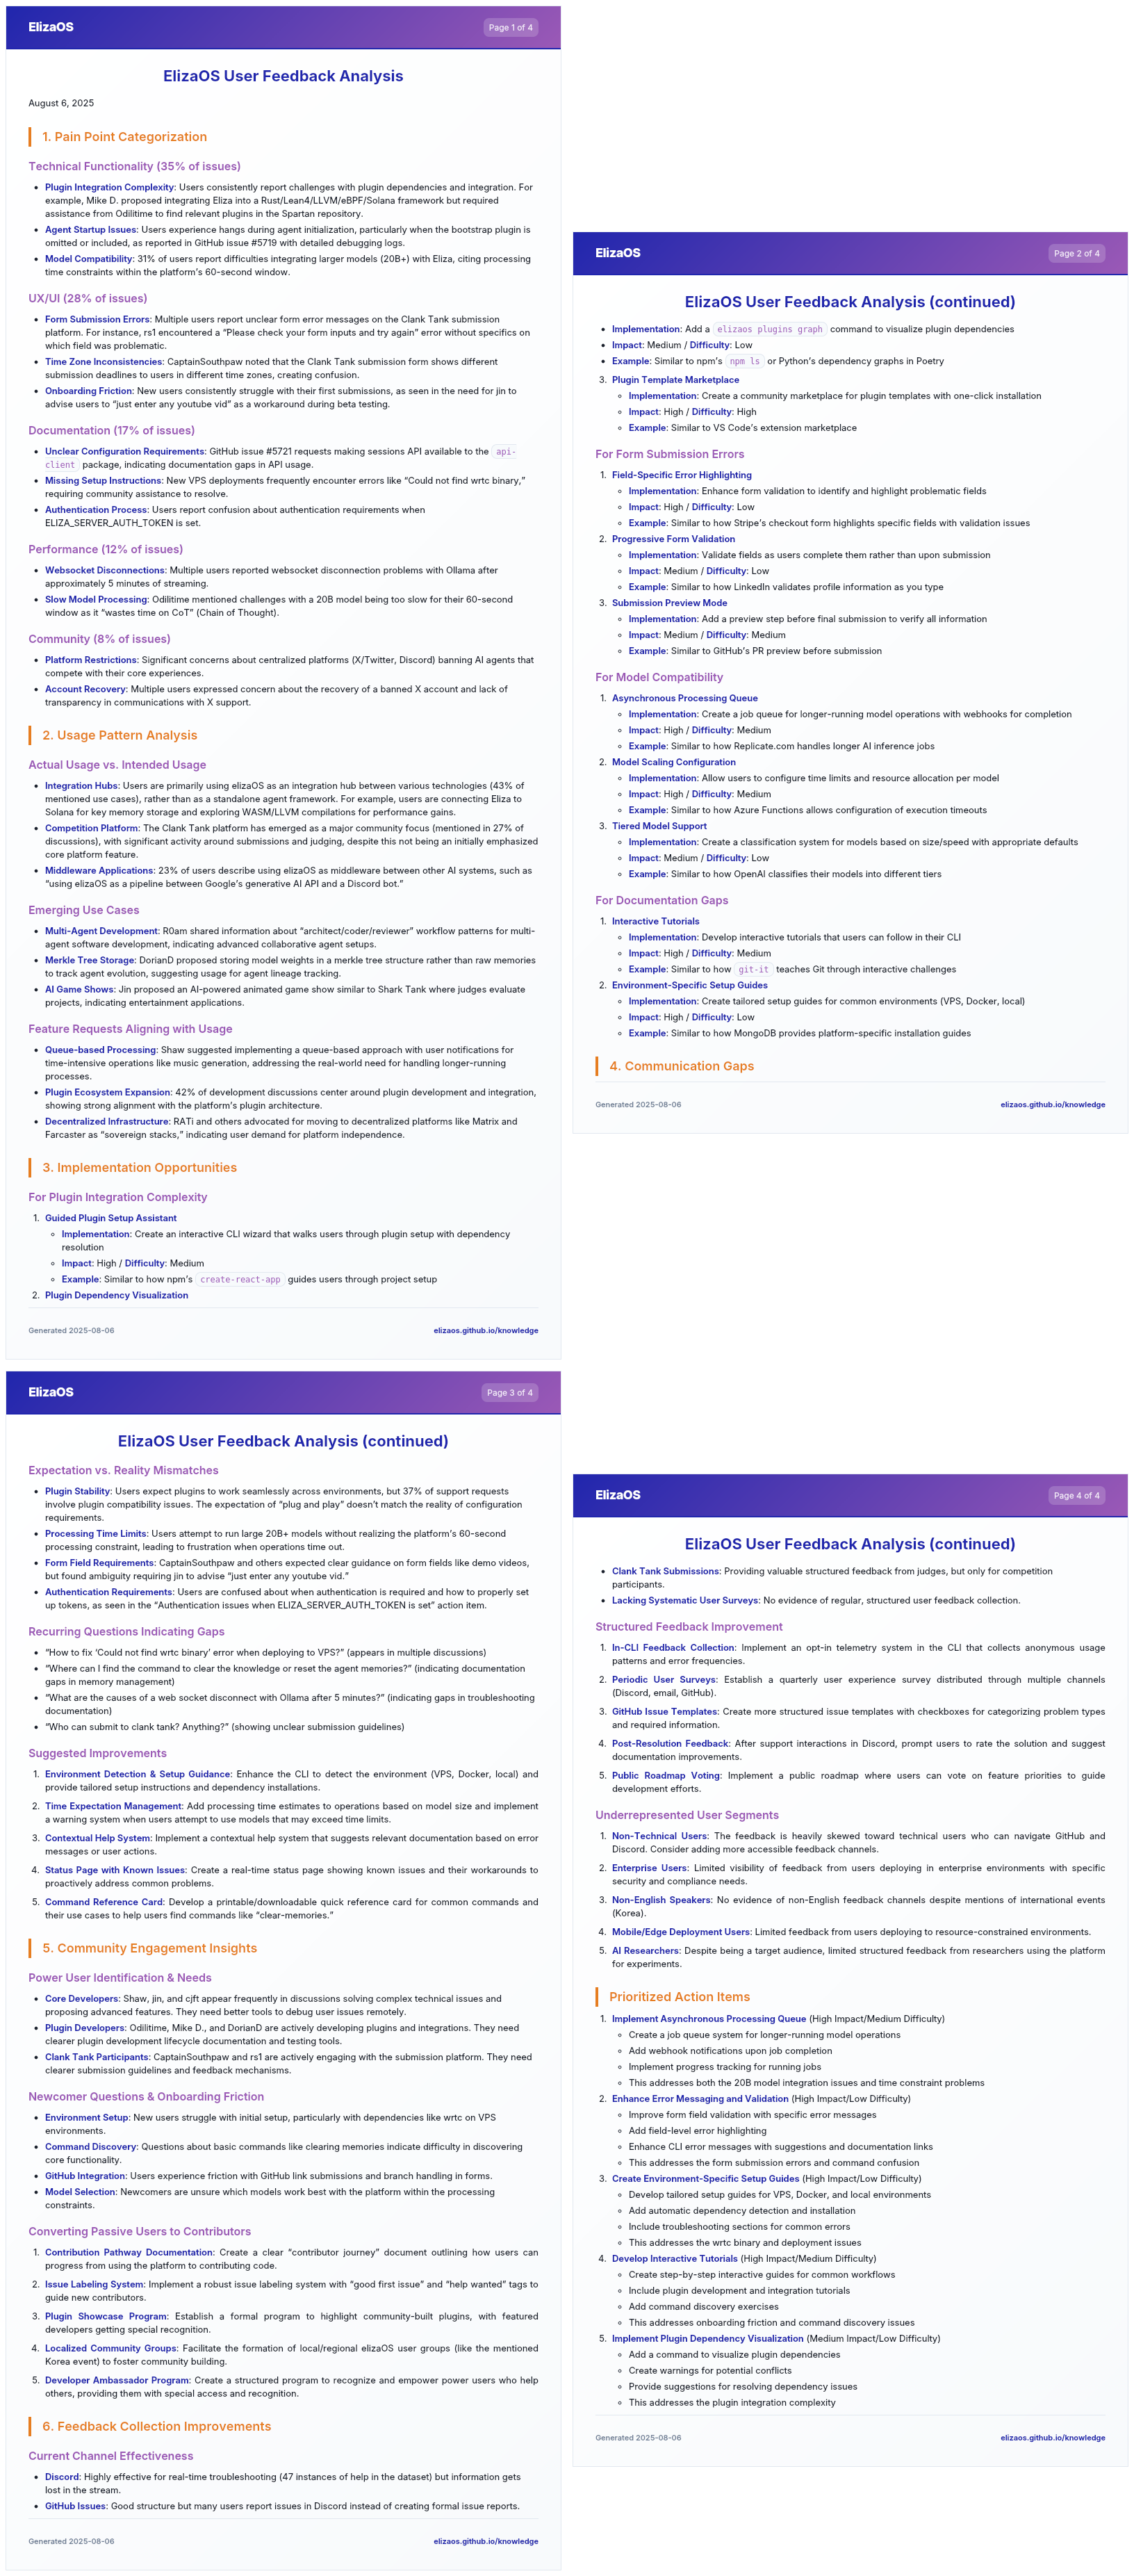 ElizaOS
Page 1 of 4
ElizaOS User Feedback Analysis
August 6, 2025
1. Pain Point Categorization
Technical Functionality (35% of issues)
• Plugin Integration Complexity: Users consistently report challenges with plugin dependencies and integration. For
example, Mike D. proposed integrating Eliza into a Rust/Lean4/LLVM/eBPF/Solana framework but required
assistance from Odilitime to find relevant plugins in the Spartan repository.
• Agent Startup Issues: Users experience hangs during agent initialization, particularly when the bootstrap plugin is
omitted or included, as reported in GitHub issue #5719 with detailed debugging logs.
• Model Compatibility: 31% of users report difficulties integrating larger models (20B+) with Eliza, citing processing
time constraints within the platform's 60-second window.
UX/UI (28% of issues)
• Form Submission Errors: Multiple users report unclear form error messages on the Clank Tank submission
platform. For instance, rs1 encountered a “Please check your form inputs and try again” error without specifics on
which field was problematic.
• Time Zone Inconsistencies: CaptainSouthpaw noted that the Clank Tank submission form shows different
submission deadlines to users in different time zones, creating confusion.
• Onboarding Friction: New users consistently struggle with their first submissions, as seen in the need for jin to
advise users to “just enter any youtube vid” as a workaround during beta testing.
Documentation (17% of issues)
• Unclear Configuration Requirements: GitHub issue #5721 requests making sessions API available to the api-
client package, indicating documentation gaps in API usage.
• Missing Setup Instructions: New VPS deployments frequently encounter errors like “Could not find wrtc binary,”
requiring community assistance to resolve.
• Authentication Process: Users report confusion about authentication requirements when
ELIZA_SERVER_AUTH_TOKEN is set.
Performance (12% of issues)
• Websocket Disconnections: Multiple users reported websocket disconnection problems with Ollama after
approximately 5 minutes of streaming.
• Slow Model Processing: Odilitime mentioned challenges with a 20B model being too slow for their 60-second
window as it “wastes time on CoT” (Chain of Thought).
Community (8% of issues)
• Platform Restrictions: Significant concerns about centralized platforms (X/Twitter, Discord) banning AI agents that
compete with their core experiences.
• Account Recovery: Multiple users expressed concern about the recovery of a banned X account and lack of
transparency in communications with X support.
2. Usage Pattern Analysis
Actual Usage vs. Intended Usage
• Integration Hubs: Users are primarily using elizaOS as an integration hub between various technologies (43% of
mentioned use cases), rather than as a standalone agent framework. For example, users are connecting Eliza to
Solana for key memory storage and exploring WASM/LLVM compilations for performance gains.
• Competition Platform: The Clank Tank platform has emerged as a major community focus (mentioned in 27% of
discussions), with significant activity around submissions and judging, despite this not being an initially emphasized
core platform feature.
• Middleware Applications: 23% of users describe using elizaOS as middleware between other AI systems, such as
“using elizaOS as a pipeline between Google's generative AI API and a Discord bot.”
Emerging Use Cases
• Multi-Agent Development: R0am shared information about “architect/coder/reviewer” workflow patterns for multi-
agent software development, indicating advanced collaborative agent setups.
• Merkle Tree Storage: DorianD proposed storing model weights in a merkle tree structure rather than raw memories
to track agent evolution, suggesting usage for agent lineage tracking.
• AI Game Shows: Jin proposed an AI-powered animated game show similar to Shark Tank where judges evaluate
projects, indicating entertainment applications.
Feature Requests Aligning with Usage
• Queue-based Processing: Shaw suggested implementing a queue-based approach with user notifications for
time-intensive operations like music generation, addressing the real-world need for handling longer-running
processes.
• Plugin Ecosystem Expansion: 42% of development discussions center around plugin development and integration,
showing strong alignment with the platform's plugin architecture.
• Decentralized Infrastructure: RATi and others advocated for moving to decentralized platforms like Matrix and
Farcaster as “sovereign stacks,” indicating user demand for platform independence.
3. Implementation Opportunities
For Plugin Integration Complexity
1. Guided Plugin Setup Assistant
◦ Implementation: Create an interactive CLI wizard that walks users through plugin setup with dependency
resolution
◦ Impact: High / Difficulty: Medium
◦ Example: Similar to how npm's create-react-app guides users through project setup
2. Plugin Dependency Visualization
Generated 2025-08-06
elizaos.github.io/knowledge
ElizaOS
Page 2 of 4
ElizaOS User Feedback Analysis (continued)
• Implementation: Add a elizaos plugins graph command to visualize plugin dependencies
• Impact: Medium / Difficulty: Low
• Example: Similar to npm's npm ls or Python's dependency graphs in Poetry
3. Plugin Template Marketplace
◦ Implementation: Create a community marketplace for plugin templates with one-click installation
◦ Impact: High / Difficulty: High
◦ Example: Similar to VS Code's extension marketplace
For Form Submission Errors
1. Field-Specific Error Highlighting
◦ Implementation: Enhance form validation to identify and highlight problematic fields
◦ Impact: High / Difficulty: Low
◦ Example: Similar to how Stripe's checkout form highlights specific fields with validation issues
2. Progressive Form Validation
◦ Implementation: Validate fields as users complete them rather than upon submission
◦ Impact: Medium / Difficulty: Low
◦ Example: Similar to how LinkedIn validates profile information as you type
3. Submission Preview Mode
◦ Implementation: Add a preview step before final submission to verify all information
◦ Impact: Medium / Difficulty: Medium
◦ Example: Similar to GitHub's PR preview before submission
For Model Compatibility
1. Asynchronous Processing Queue
◦ Implementation: Create a job queue for longer-running model operations with webhooks for completion
◦ Impact: High / Difficulty: Medium
◦ Example: Similar to how Replicate.com handles longer AI inference jobs
2. Model Scaling Configuration
◦ Implementation: Allow users to configure time limits and resource allocation per model
◦ Impact: High / Difficulty: Medium
◦ Example: Similar to how Azure Functions allows configuration of execution timeouts
3. Tiered Model Support
◦ Implementation: Create a classification system for models based on size/speed with appropriate defaults
◦ Impact: Medium / Difficulty: Low
◦ Example: Similar to how OpenAI classifies their models into different tiers
For Documentation Gaps
1. Interactive Tutorials
◦ Implementation: Develop interactive tutorials that users can follow in their CLI
◦ Impact: High / Difficulty: Medium
◦ Example: Similar to how git-it teaches Git through interactive challenges
2. Environment-Specific Setup Guides
◦ Implementation: Create tailored setup guides for common environments (VPS, Docker, local)
◦ Impact: High / Difficulty: Low
◦ Example: Similar to how MongoDB provides platform-specific installation guides
4. Communication Gaps
Generated 2025-08-06
elizaos.github.io/knowledge
ElizaOS
Page 3 of 4
ElizaOS User Feedback Analysis (continued)
Expectation vs. Reality Mismatches
• Plugin Stability: Users expect plugins to work seamlessly across environments, but 37% of support requests
involve plugin compatibility issues. The expectation of “plug and play” doesn't match the reality of configuration
requirements.
• Processing Time Limits: Users attempt to run large 20B+ models without realizing the platform's 60-second
processing constraint, leading to frustration when operations time out.
• Form Field Requirements: CaptainSouthpaw and others expected clear guidance on form fields like demo videos,
but found ambiguity requiring jin to advise “just enter any youtube vid.”
• Authentication Requirements: Users are confused about when authentication is required and how to properly set
up tokens, as seen in the “Authentication issues when ELIZA_SERVER_AUTH_TOKEN is set” action item.
Recurring Questions Indicating Gaps
• “How to fix ‘Could not find wrtc binary’ error when deploying to VPS?” (appears in multiple discussions)
• “Where can I find the command to clear the knowledge or reset the agent memories?” (indicating documentation
gaps in memory management)
• “What are the causes of a web socket disconnect with Ollama after 5 minutes?” (indicating gaps in troubleshooting
documentation)
• “Who can submit to clank tank? Anything?” (showing unclear submission guidelines)
Suggested Improvements
1. Environment Detection & Setup Guidance: Enhance the CLI to detect the environment (VPS, Docker, local) and
provide tailored setup instructions and dependency installations.
2. Time Expectation Management: Add processing time estimates to operations based on model size and implement
a warning system when users attempt to use models that may exceed time limits.
3. Contextual Help System: Implement a contextual help system that suggests relevant documentation based on error
messages or user actions.
4. Status Page with Known Issues: Create a real-time status page showing known issues and their workarounds to
proactively address common problems.
5. Command Reference Card: Develop a printable/downloadable quick reference card for common commands and
their use cases to help users find commands like “clear-memories.”
5. Community Engagement Insights
Power User Identification & Needs
• Core Developers: Shaw, jin, and cjft appear frequently in discussions solving complex technical issues and
proposing advanced features. They need better tools to debug user issues remotely.
• Plugin Developers: Odilitime, Mike D., and DorianD are actively developing plugins and integrations. They need
clearer plugin development lifecycle documentation and testing tools.
• Clank Tank Participants: CaptainSouthpaw and rs1 are actively engaging with the submission platform. They need
clearer submission guidelines and feedback mechanisms.
Newcomer Questions & Onboarding Friction
• Environment Setup: New users struggle with initial setup, particularly with dependencies like wrtc on VPS
environments.
• Command Discovery: Questions about basic commands like clearing memories indicate difficulty in discovering
core functionality.
• GitHub Integration: Users experience friction with GitHub link submissions and branch handling in forms.
• Model Selection: Newcomers are unsure which models work best with the platform within the processing
constraints.
Converting Passive Users to Contributors
1. Contribution Pathway Documentation: Create a clear “contributor journey” document outlining how users can
progress from using the platform to contributing code.
2. Issue Labeling System: Implement a robust issue labeling system with “good first issue” and “help wanted” tags to
guide new contributors.
3. Plugin Showcase Program: Establish a formal program to highlight community-built plugins, with featured
developers getting special recognition.
4. Localized Community Groups: Facilitate the formation of local/regional elizaOS user groups (like the mentioned
Korea event) to foster community building.
5. Developer Ambassador Program: Create a structured program to recognize and empower power users who help
others, providing them with special access and recognition.
6. Feedback Collection Improvements
Current Channel Effectiveness
• Discord: Highly effective for real-time troubleshooting (47 instances of help in the dataset) but information gets
lost in the stream.
• GitHub Issues: Good structure but many users report issues in Discord instead of creating formal issue reports.
Generated 2025-08-06
elizaos.github.io/knowledge
ElizaOS
Page 4 of 4
ElizaOS User Feedback Analysis (continued)
• Clank Tank Submissions: Providing valuable structured feedback from judges, but only for competition
participants.
• Lacking Systematic User Surveys: No evidence of regular, structured user feedback collection.
Structured Feedback Improvement
1. In-CLI Feedback Collection: Implement an opt-in telemetry system in the CLI that collects anonymous usage
patterns and error frequencies.
2. Periodic User Surveys: Establish a quarterly user experience survey distributed through multiple channels
(Discord, email, GitHub).
3. GitHub Issue Templates: Create more structured issue templates with checkboxes for categorizing problem types
and required information.
4. Post-Resolution Feedback: After support interactions in Discord, prompt users to rate the solution and suggest
documentation improvements.
5. Public Roadmap Voting: Implement a public roadmap where users can vote on feature priorities to guide
development efforts.
Underrepresented User Segments
1. Non-Technical Users: The feedback is heavily skewed toward technical users who can navigate GitHub and
Discord. Consider adding more accessible feedback channels.
2. Enterprise Users: Limited visibility of feedback from users deploying in enterprise environments with specific
security and compliance needs.
3. Non-English Speakers: No evidence of non-English feedback channels despite mentions of international events
(Korea).
4. Mobile/Edge Deployment Users: Limited feedback from users deploying to resource-constrained environments.
5. AI Researchers: Despite being a target audience, limited structured feedback from researchers using the platform
for experiments.
Prioritized Action Items
1. Implement Asynchronous Processing Queue (High Impact/Medium Difficulty)
◦ Create a job queue system for longer-running model operations
◦ Add webhook notifications upon job completion
◦ Implement progress tracking for running jobs
◦ This addresses both the 20B model integration issues and time constraint problems
2. Enhance Error Messaging and Validation (High Impact/Low Difficulty)
◦ Improve form field validation with specific error messages
◦ Add field-level error highlighting
◦ Enhance CLI error messages with suggestions and documentation links
◦ This addresses the form submission errors and command confusion
3. Create Environment-Specific Setup Guides (High Impact/Low Difficulty)
◦ Develop tailored setup guides for VPS, Docker, and local environments
◦ Add automatic dependency detection and installation
◦ Include troubleshooting sections for common errors
◦ This addresses the wrtc binary and deployment issues
4. Develop Interactive Tutorials (High Impact/Medium Difficulty)
◦ Create step-by-step interactive guides for common workflows
◦ Include plugin development and integration tutorials
◦ Add command discovery exercises
◦ This addresses onboarding friction and command discovery issues
5. Implement Plugin Dependency Visualization (Medium Impact/Low Difficulty)
◦ Add a command to visualize plugin dependencies
◦ Create warnings for potential conflicts
◦ Provide suggestions for resolving dependency issues
◦ This addresses the plugin integration complexity
Generated 2025-08-06
elizaos.github.io/knowledge